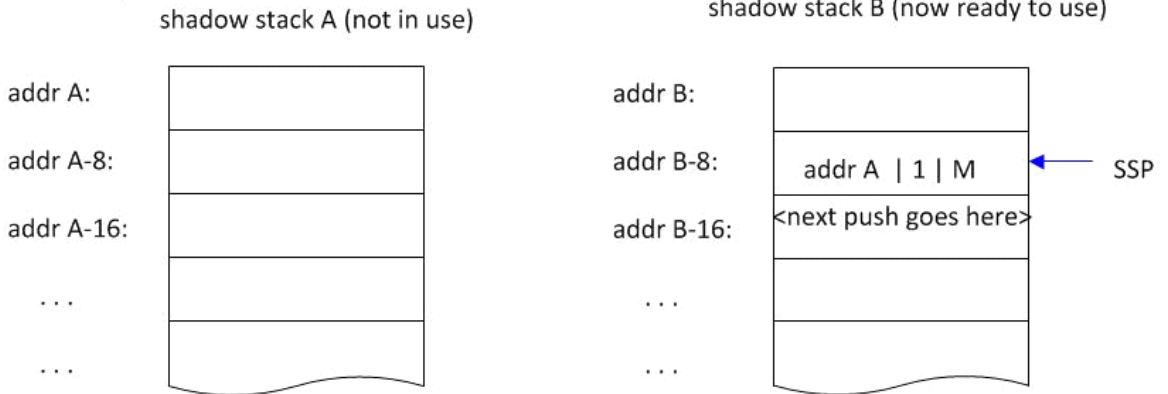 shadow stack A (not in use)
shadow stack B (now ready to use)
addr A:
addr B:
addr A-8:
addr B-8:
addr A | 1 | M
SSP
addr A-16:
addr B-16:
<next push goes here>
. . .
. . .
. . .
. . .